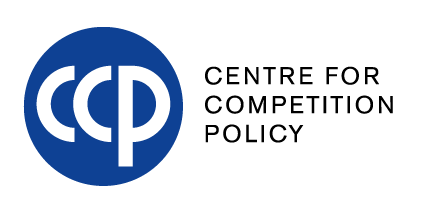 ccp
CENTRE FOR
COMPETITION
POLICY